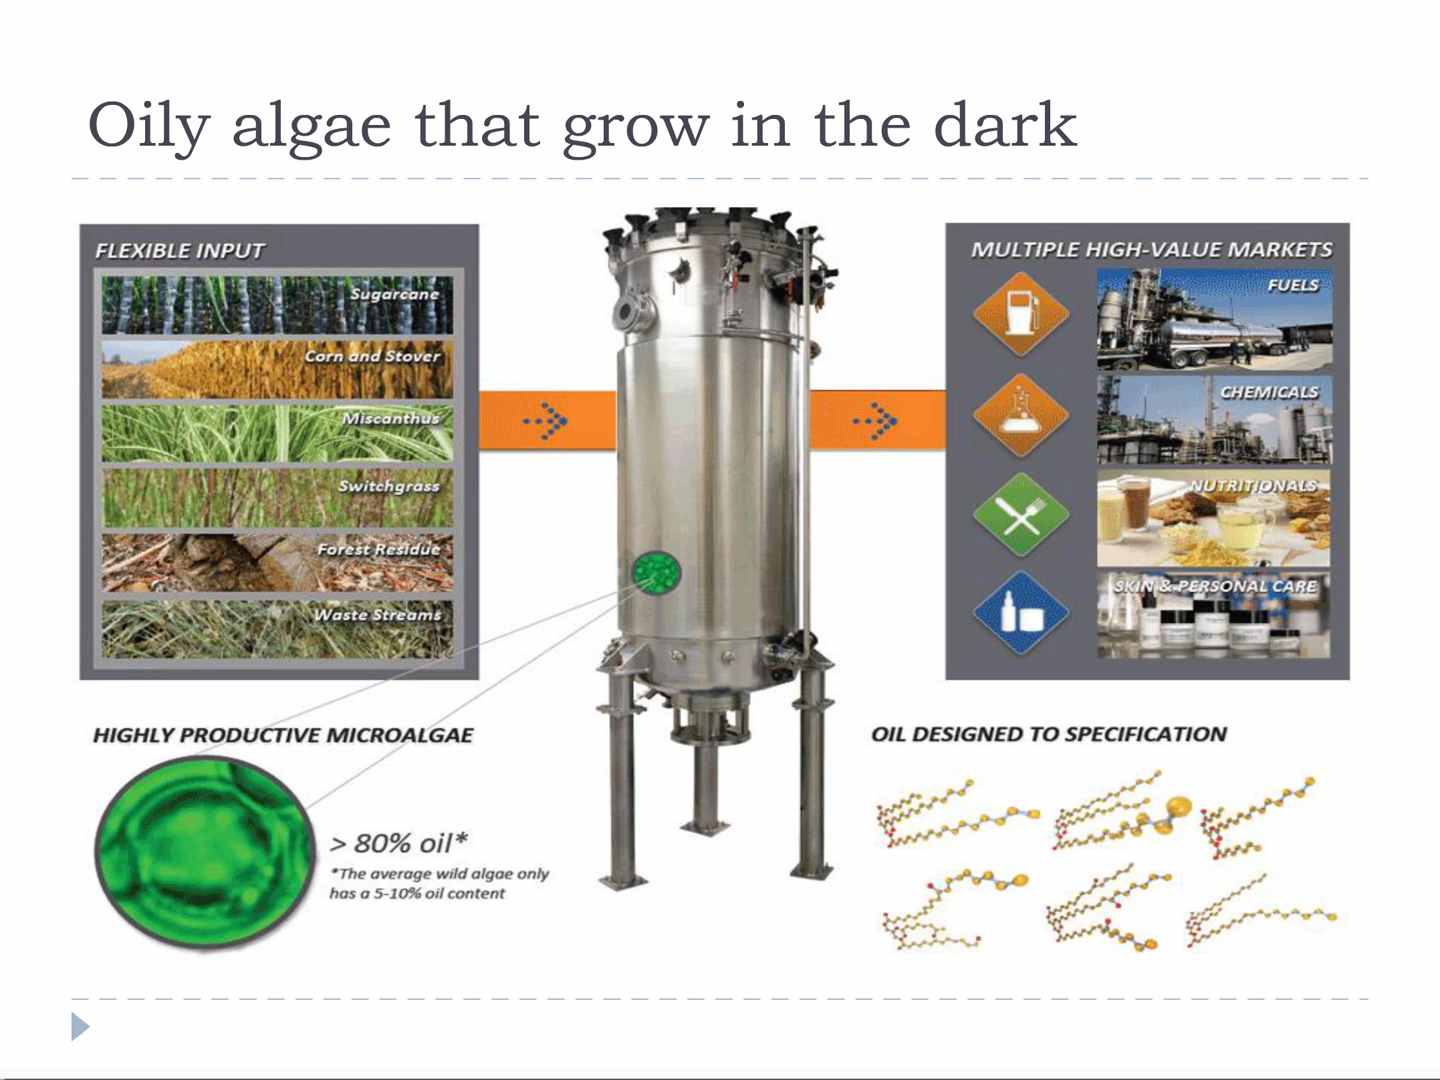 Oily algae that grow in the dark
FLEXIBLE INPUT
Sugarcane
Corn and Stover
Miscanthus
Switchgrass
Forest Residue
Waste Streams
MULTIPLE HIGH-VALUE MARKETS
FUELS
CHEMICALS
NUTRITIONALS
SKIN & PERSONAL CARE
HIGHLY PRODUCTIVE MICROALGAE
> 80% oil*
*The average wild algae only
has a 5-10% oil content
OIL DESIGNED TO SPECIFICATION